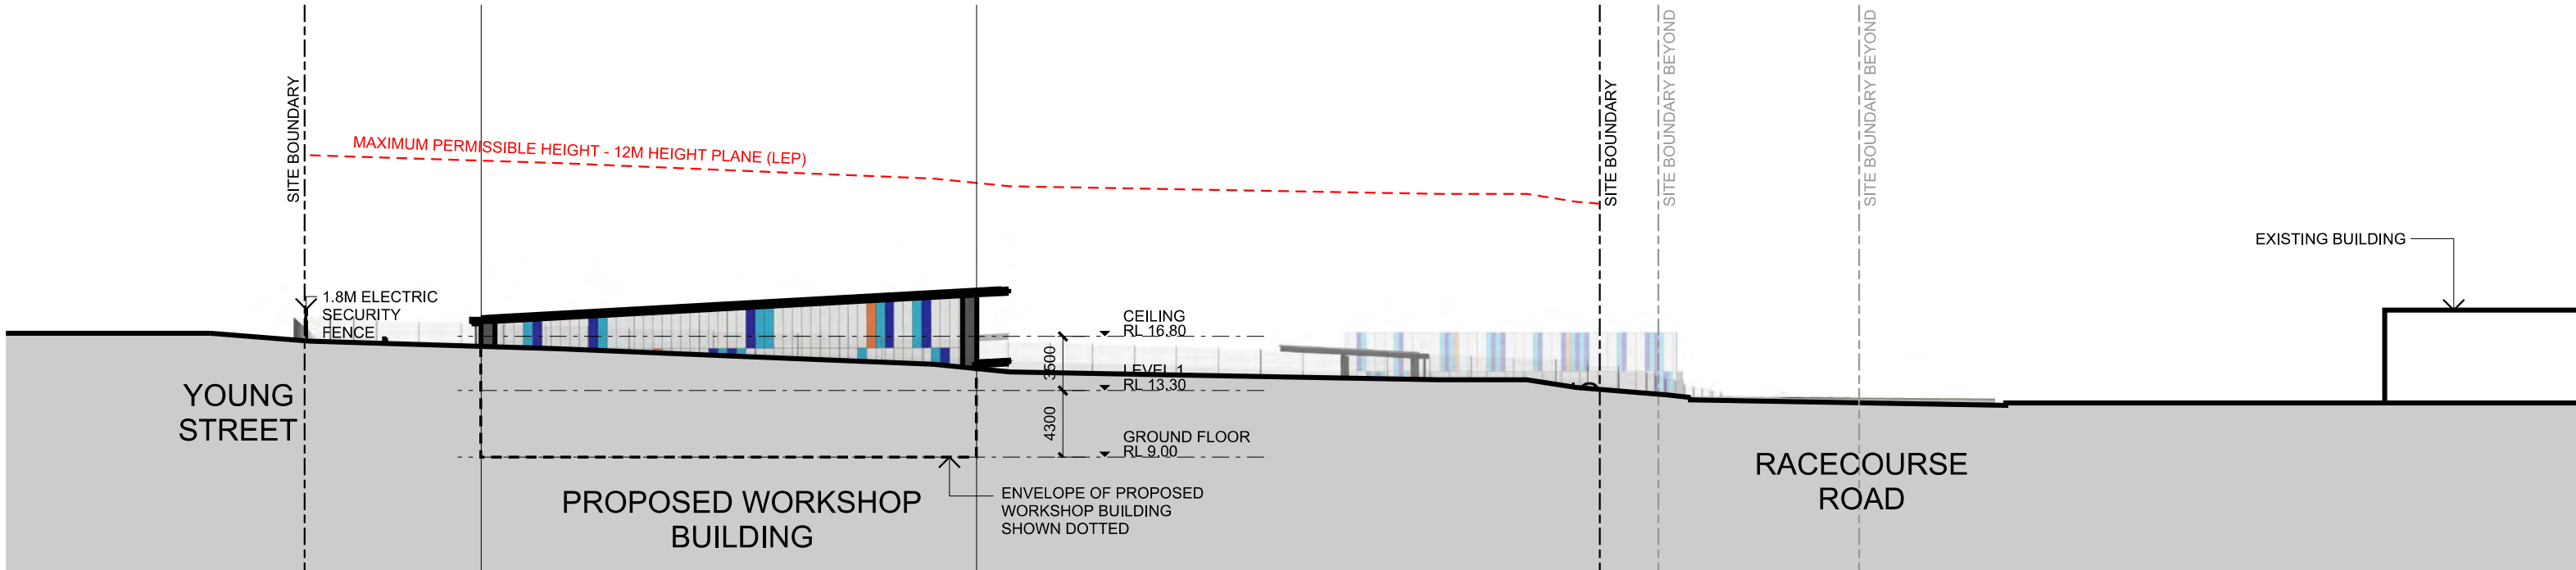 SITE BOUNDARY
MAXIMUM PERMISSIBLE HEIGHT - 12M HEIGHT PLANE (LEP)
SITE BOUNDARY
SITE BOUNDARY BEYOND
SITE BOUNDARY BEYOND
EXISTING BUILDING
1.8M ELECTRIC
SECURITY
FENCE
CEILING
RL 16.80
3500
LEVEL 1
RL 13.30
4300
GROUND FLOOR
RL 9.00
YOUNG
STREET
PROPOSED WORKSHOP
BUILDING
ENVELOPE OF PROPOSED
WORKSHOP BUILDING
SHOWN DOTTED
RACECOURSE
ROAD